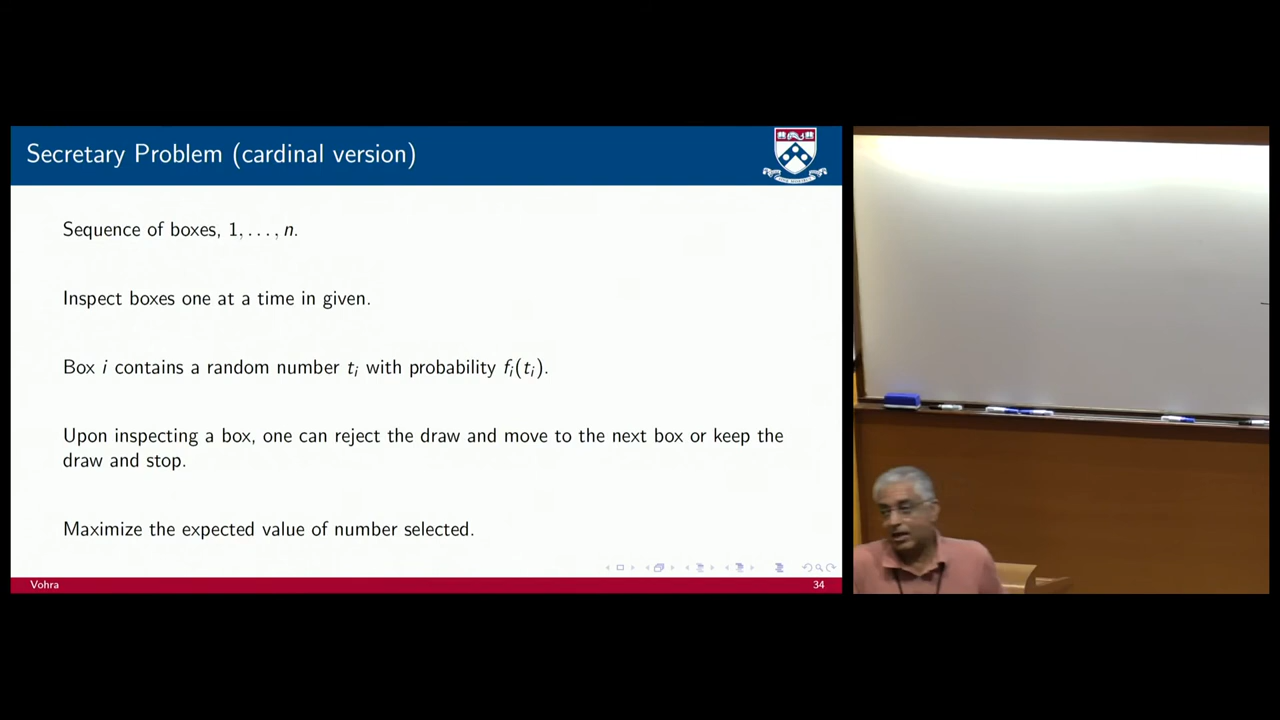 Secretary Problem (cardinal version)
Sequence of boxes, 1, . . . , n.
Inspect boxes one at a time in given.
Box i contains a random number tᵢ with probability fᵢ(tᵢ).
Upon inspecting a box, one can reject the draw and move to the next box or keep the
draw and stop.
Maximize the expected value of number selected.
Vohra
34